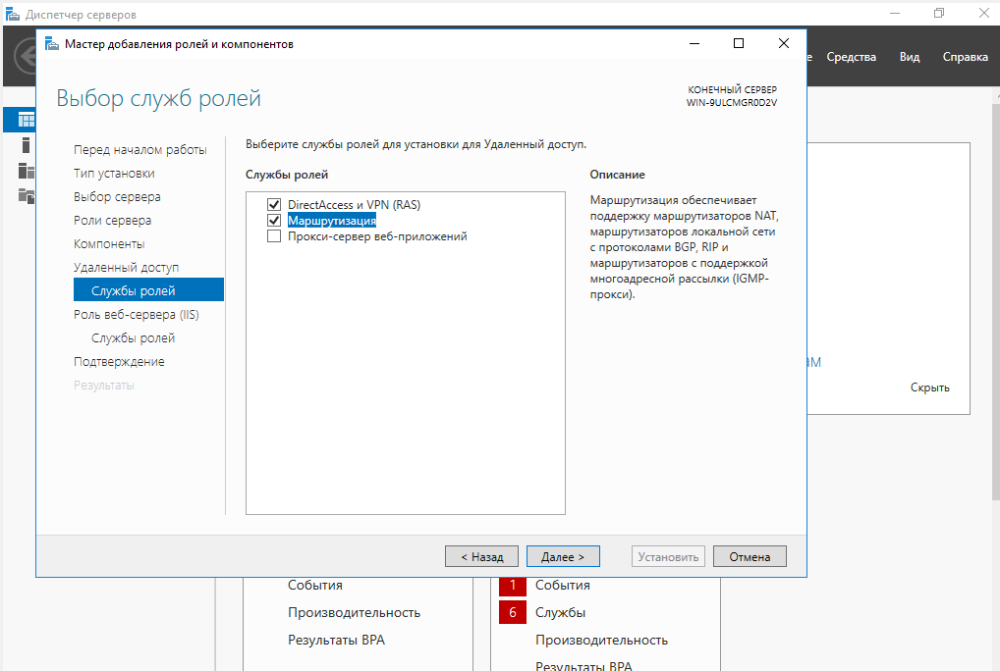 Диспетчер серверов
Мастер добавления ролей и компонентов
е Средства Вид Справка
Выбор служб ролей
КОНЕЧНЫЙ СЕРВЕР
WIN-9ULCMGR0D2V
Перед началом работы
Тип установки
Выбор сервера
Роли сервера
Компоненты
Удаленный доступ
Службы ролей
Роль веб-сервера (IIS)
Службы ролей
Подтверждение
Результаты
Выберите службы ролей для установки для Удаленный доступ.
Службы ролей
DirectAccess и VPN (RAS)
Маршрутизация
Прокси-сервер веб-приложений
Описание
Маршрутизация обеспечивает
поддержку маршрутизаторов NAT,
маршрутизаторов локальной сети
с протоколами BGP, RIP и
маршрутизаторов с поддержкой
многоадресной рассылки (IGMP-
прокси).
ам
Скрыть
< Назад Далее > Установить Отмена
События
Производительность
Результаты BPA
1 События
6 Службы
Производительность
Результаты BPA